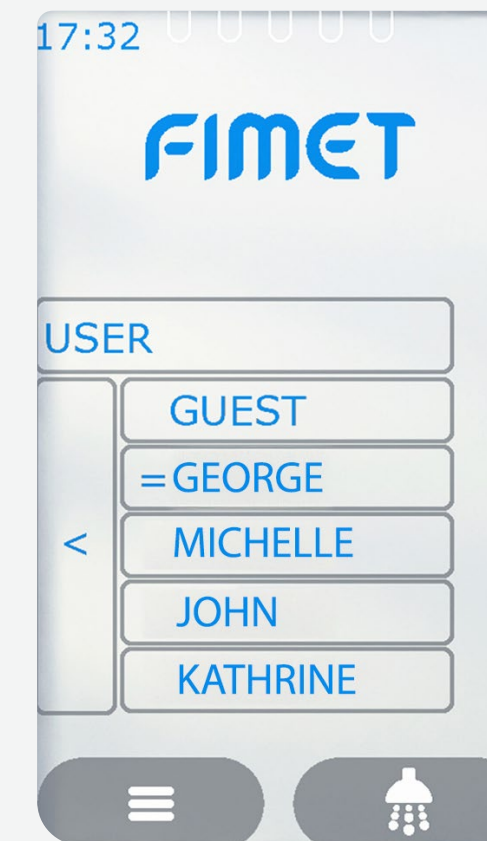 17:32
FIMET
USER
GUEST
=GEORGE
<
MICHELLE
JOHN
KATHRINE